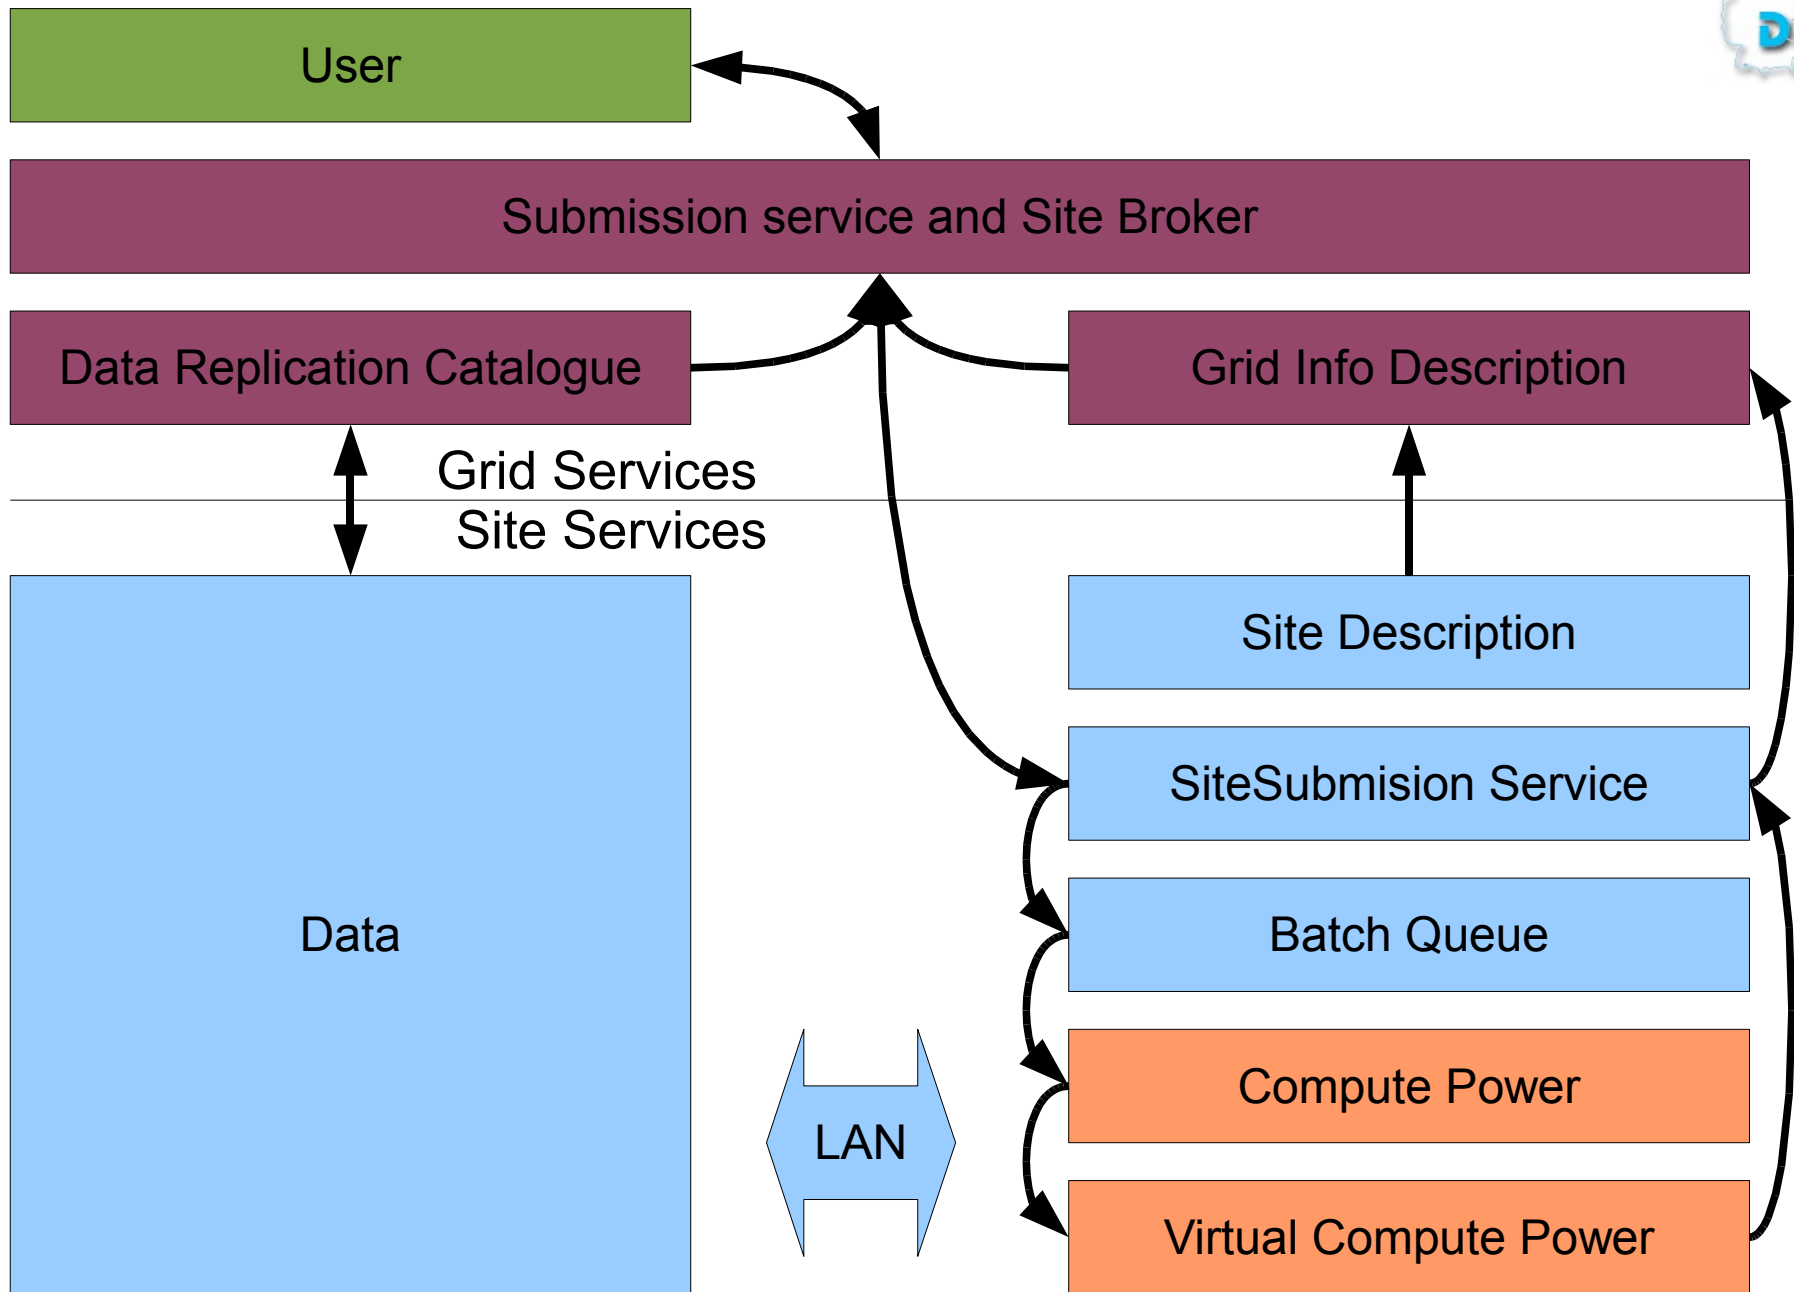 User
D
Submission service and Site Broker
Data Replication Catalogue
Grid Info Description
Grid Services
Site Services
Site Description
SiteSubmision Service
Data
Batch Queue
Compute Power
LAN
Virtual Compute Power